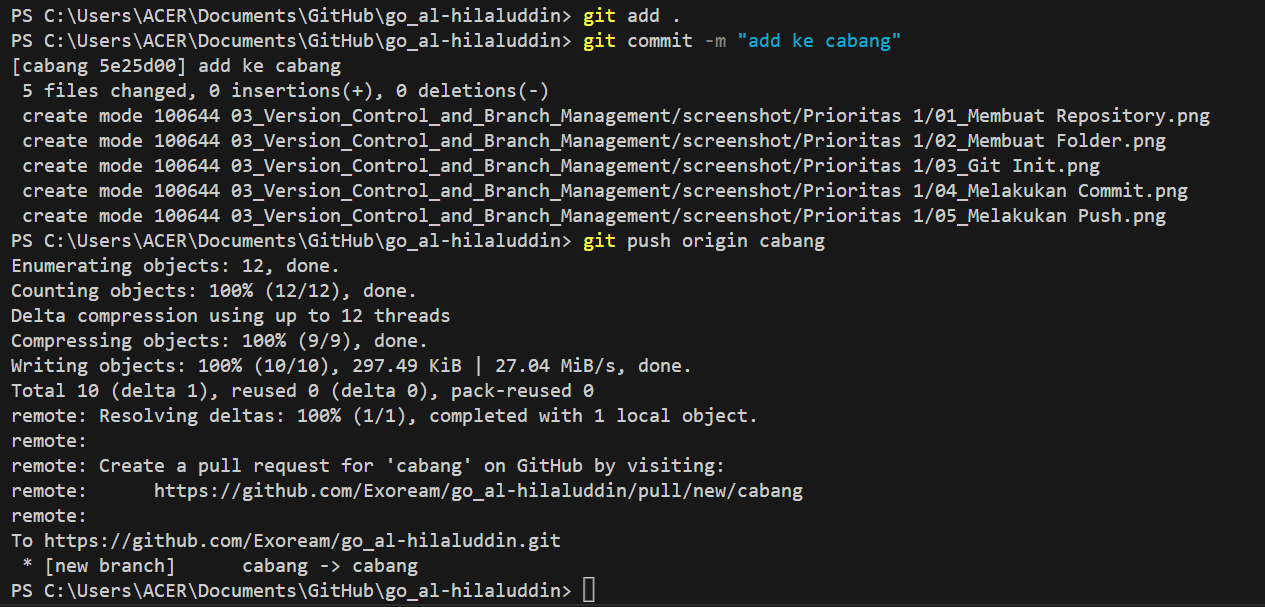 PS C:\Users\ACER\Documents\GitHub\go_al-hilaluddin> git add .
PS C:\Users\ACER\Documents\GitHub\go_al-hilaluddin> git commit -m "add ke cabang"
[cabang 5e25d00] add ke cabang
 5 files changed, 0 insertions(+), 0 deletions(-)
 create mode 100644 03_Version_Control_and_Branch_Management/screenshot/Prioritas 1/01_Membuat Repository.png
 create mode 100644 03_Version_Control_and_Branch_Management/screenshot/Prioritas 1/02_Membuat Folder.png
 create mode 100644 03_Version_Control_and_Branch_Management/screenshot/Prioritas 1/03_Git Init.png
 create mode 100644 03_Version_Control_and_Branch_Management/screenshot/Prioritas 1/04_Melakukan Commit.png
 create mode 100644 03_Version_Control_and_Branch_Management/screenshot/Prioritas 1/05_Melakukan Push.png
PS C:\Users\ACER\Documents\GitHub\go_al-hilaluddin> git push origin cabang
Enumerating objects: 12, done.
Counting objects: 100% (12/12), done.
Delta compression using up to 12 threads
Compressing objects: 100% (9/9), done.
Writing objects: 100% (10/10), 297.49 KiB | 27.04 MiB/s, done.
Total 10 (delta 1), reused 0 (delta 0), pack-reused 0
remote: Resolving deltas: 100% (1/1), completed with 1 local object.
remote:
remote: Create a pull request for 'cabang' on GitHub by visiting:
remote:      https://github.com/Exoream/go_al-hilaluddin/pull/new/cabang
remote:
To https://github.com/Exoream/go_al-hilaluddin.git
 * [new branch]      cabang -> cabang
PS C:\Users\ACER\Documents\GitHub\go_al-hilaluddin>